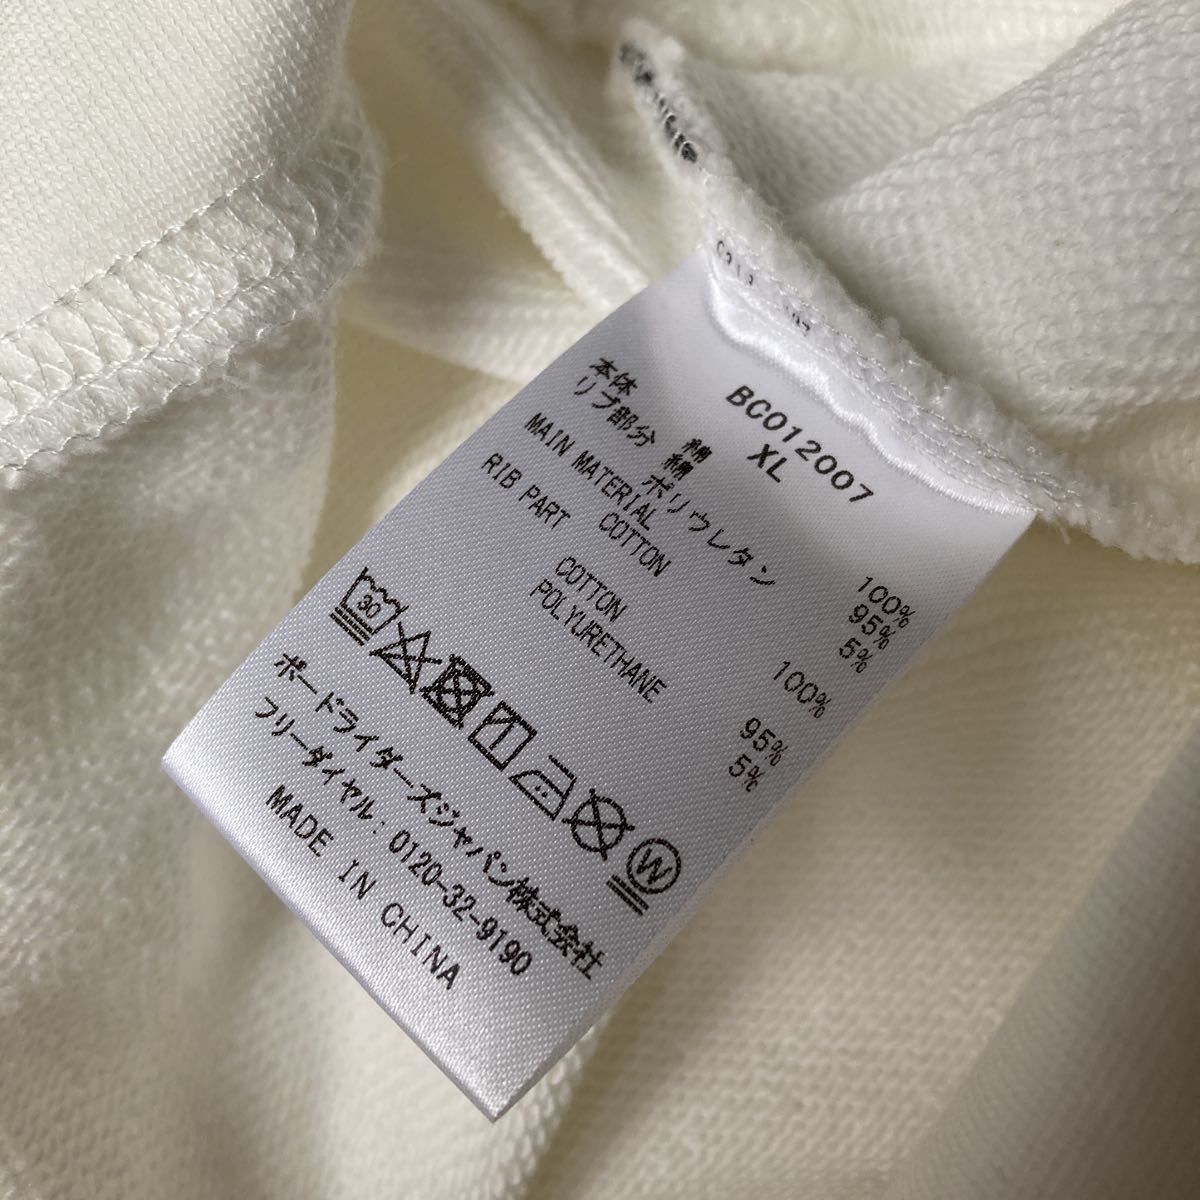 BC012007
XL
本体 綿 100%
リブ部分 綿 95%
ポリウレタン 5%
MAIN MATERIAL
COTTON 100%
RIB PART
COTTON 95%
POLYURETHANE 5%
30
W
ボードライダーズジャパン株式会社
フリーダイヤル:0120-32-9190
MADE IN CHINA